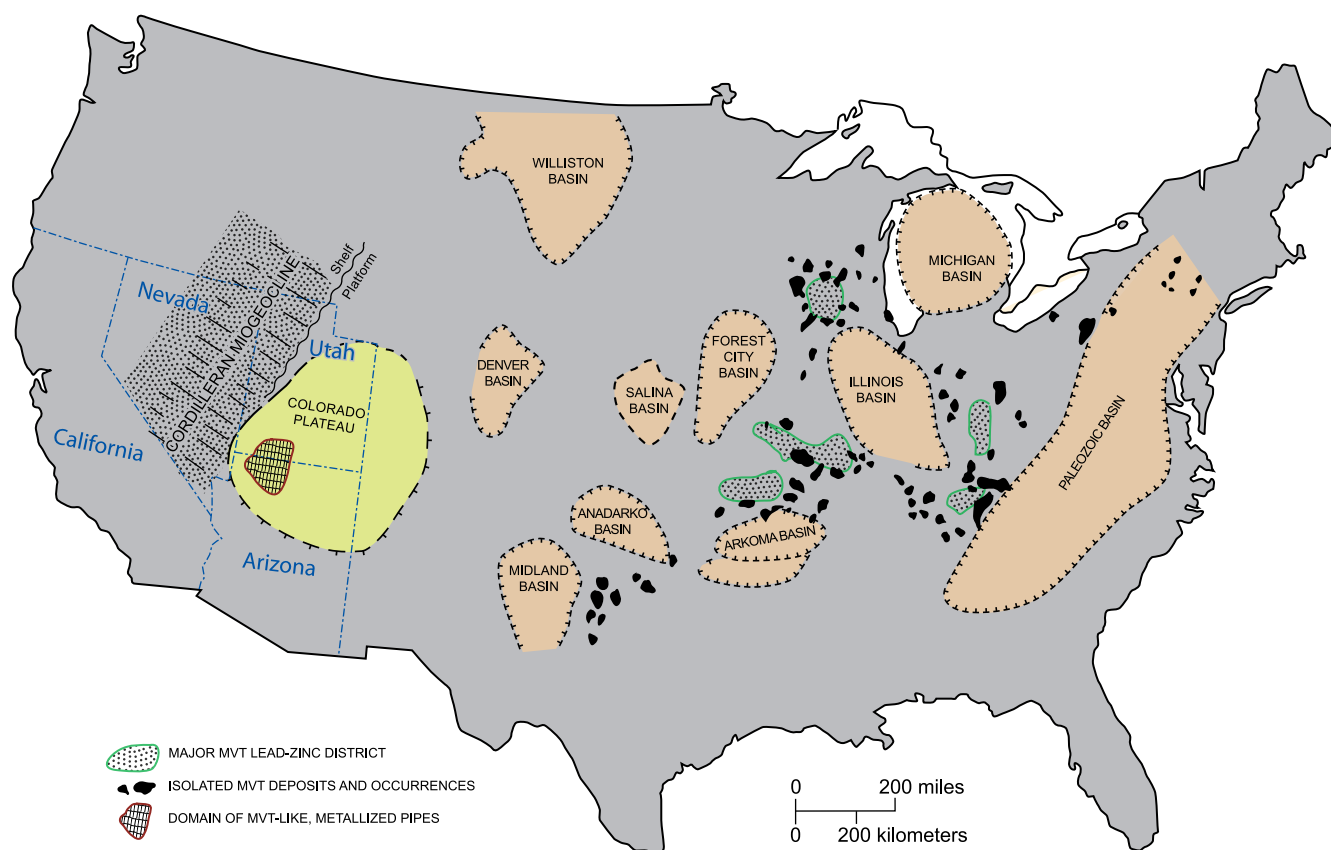 WILLISTON
BASIN
MICHIGAN
BASIN
Shelf
Platform
Nevada
CORDILLERAN MIOGEOCLINE
Utah
DENVER
BASIN
FOREST
CITY
BASIN
SALINA
BASIN
ILLINOIS
BASIN
COLORADO
PLATEAU
California
PALEOZOIC BASIN
ANADARKO
BASIN
ARKOMA BASIN
Arizona
MIDLAND
BASIN
MAJOR MVT LEAD-ZINC DISTRICT
ISOLATED MVT DEPOSITS AND OCCURRENCES
DOMAIN OF MVT-LIKE, METALLIZED PIPES
0 200 miles
0 200 kilometers